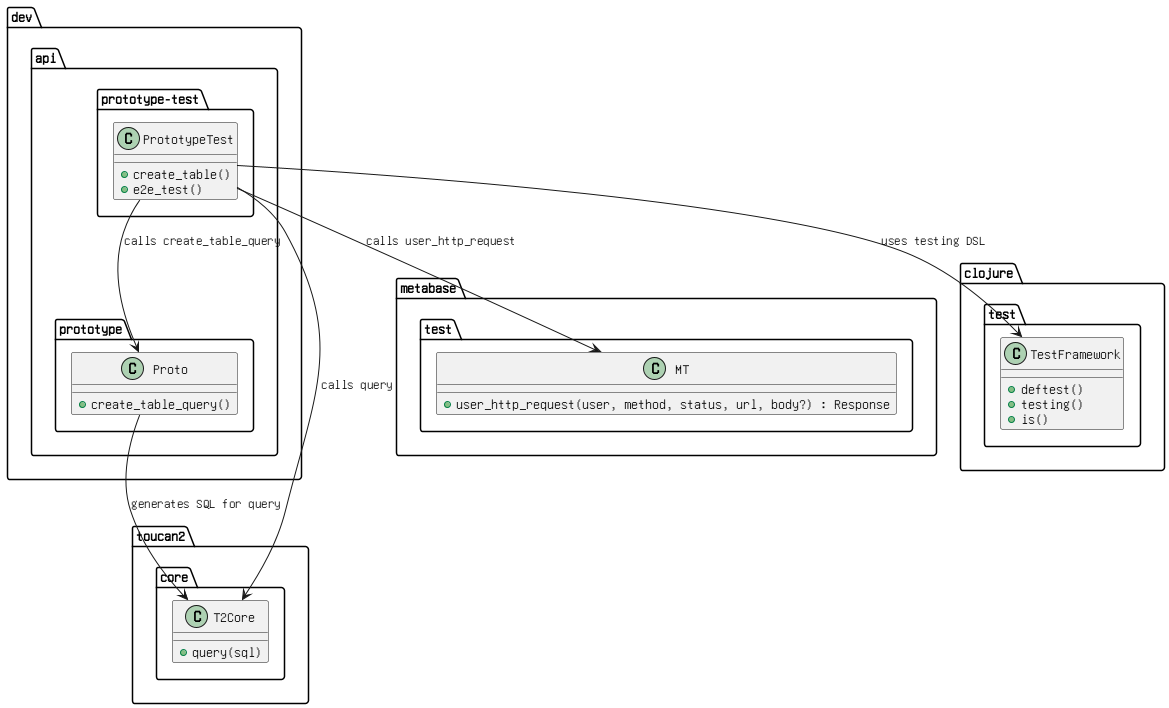 dev
api
prototype-test
PrototypeTest
create_table()
e2e_test()
calls create_table_query
calls user_http_request
uses testing DSL
prototype
Proto
create_table_query()
metabase
test
MT
user_http_request(user, method, status, url, body?) : Response
clojure
test
TestFramework
deftest()
testing()
is()
calls query
generates SQL for query
toucan2
core
T2Core
query(sql)